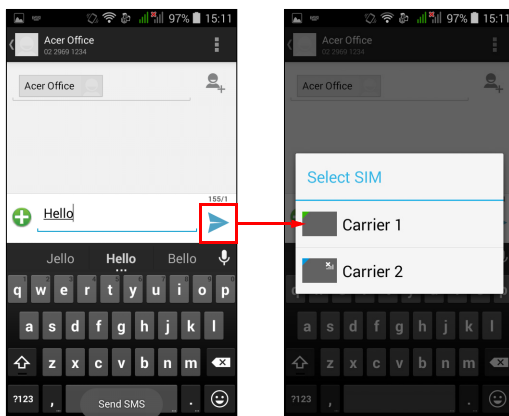 97% 15:11
Acer Office
02 2969 1234
Acer Office
155/1
Hello
Jello Hello Bello
q w e r t y u i o p
a s d f g h j k l
z x c v b n m
?123 , Send SMS .
97% 15:11
Acer Office
02 2969 1234
Acer Office
Select SIM
Carrier 1
Carrier 2
a s d f g h j k l
z x c v b n m
?123 , .